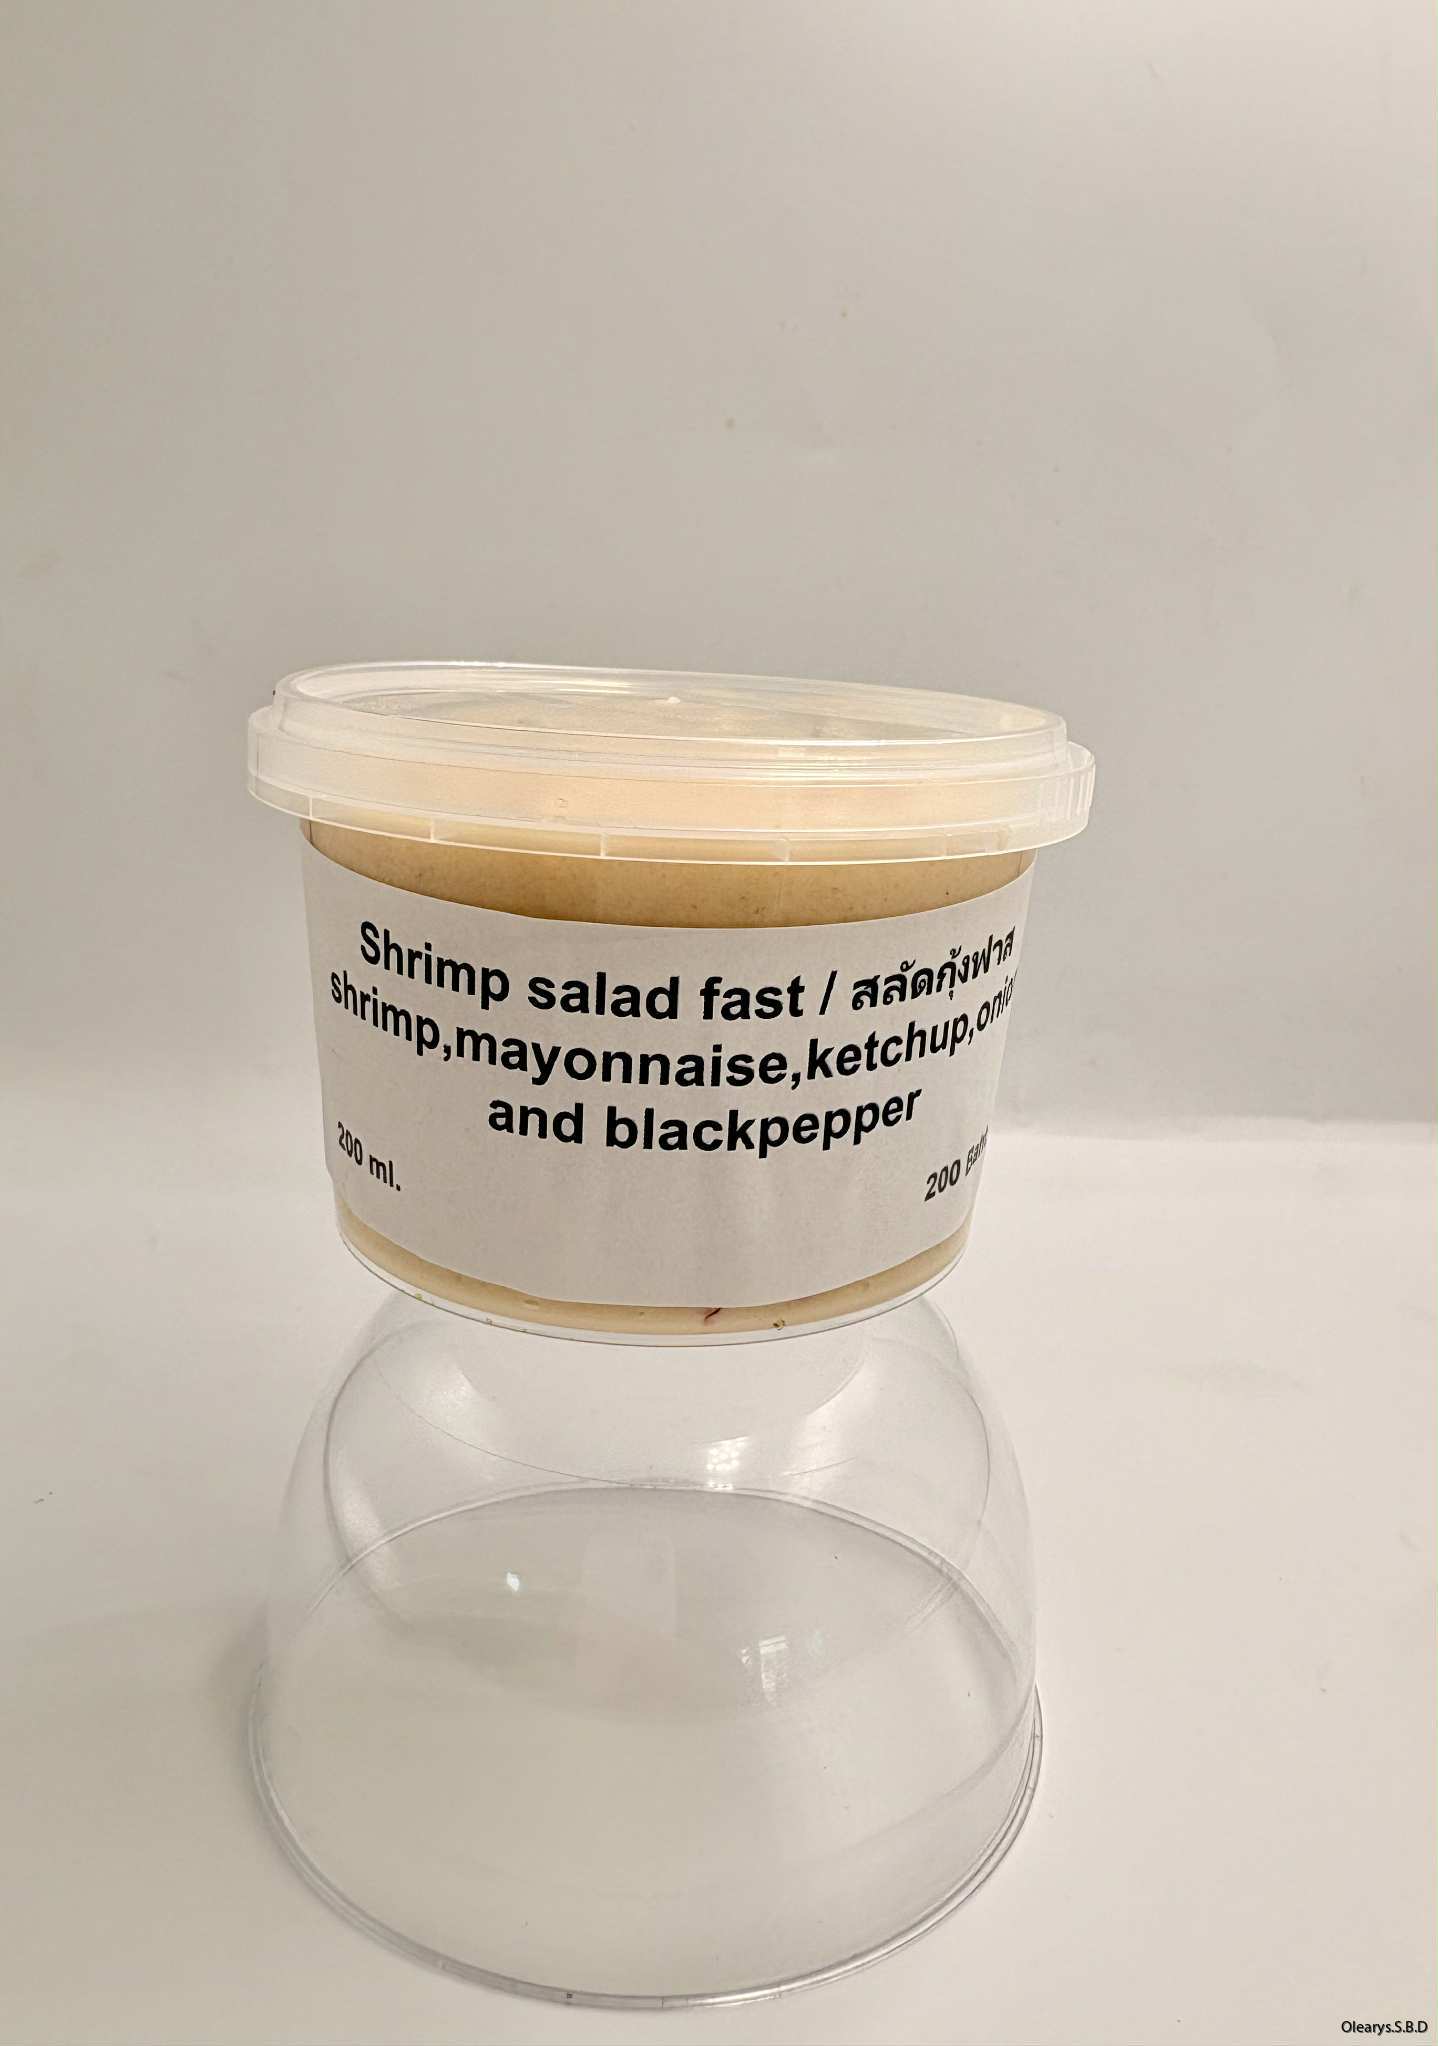 Shrimp salad fast / สลัดกุ้งฟาส
shrimp,mayonnaise,ketchup,
and blackpepper
200 ml.
200 Baht
Olearys.S.B.D